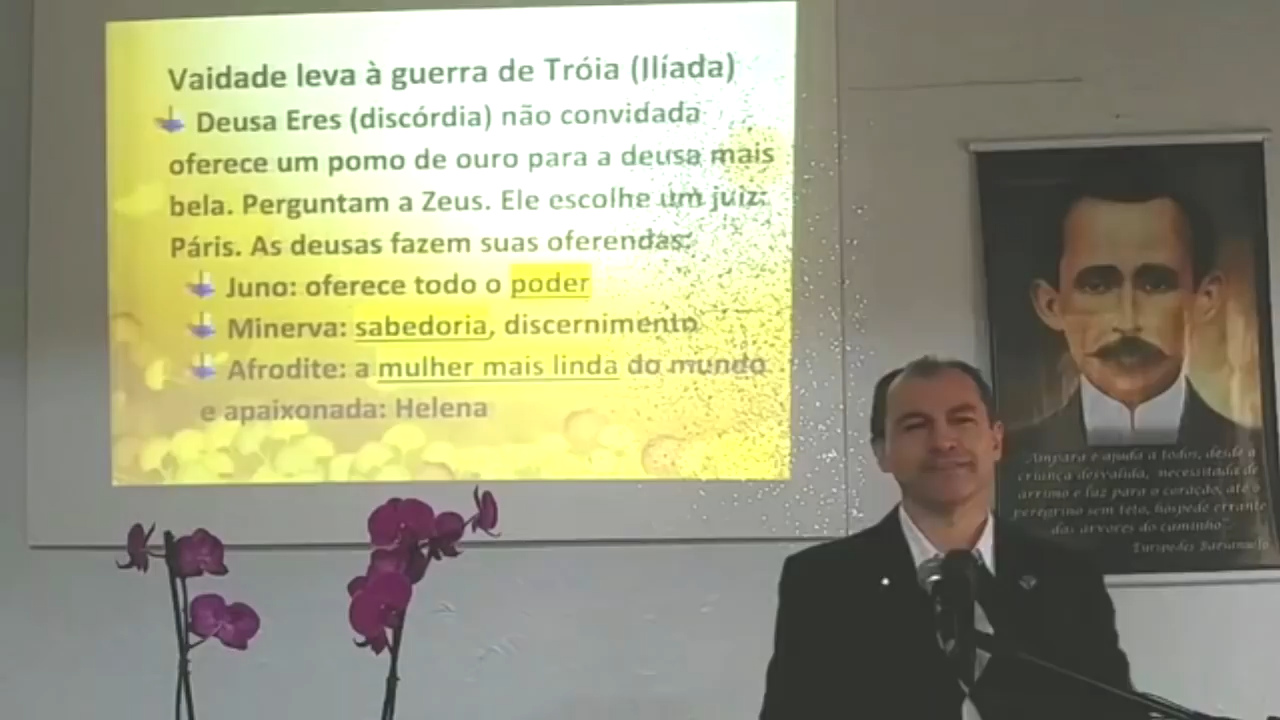 Vaidade leva à guerra de Tróia (Ilíada)
Deusa Eres (discórdia) não convidada
oferece um pomo de ouro para a deusa mais
bela. Perguntam a Zeus. Ele escolhe um juiz:
Páris. As deusas fazem suas oferendas:
Juno: oferece todo o poder
Minerva: sabedoria, discernimento
Afrodite: a mulher mais linda do mundo
e apaixonada: Helena
"Ampara e ajuda a todos, desde a
criança desvalida, necessitada de
arrimo e luz para o coração, até o
peregrino sem teto, hóspede errante
das árvores do caminho"
Eurípedes Barsanulfo